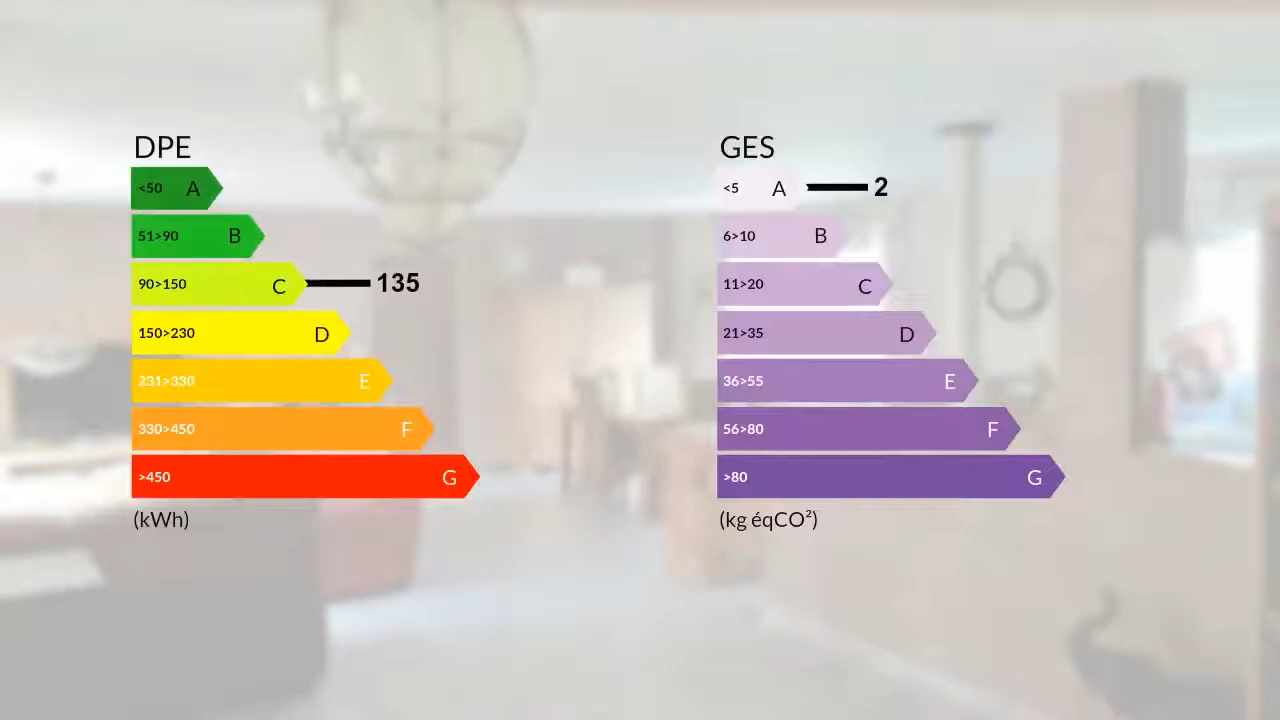 DPE
<50 A
51>90 B
90>150 C 135
150>230 D
231>330 E
330>450 F
>450 G
(kWh)
GES
<5 A 2
6>10 B
11>20 C
21>35 D
36>55 E
56>80 F
>80 G
(kg éqCO²)